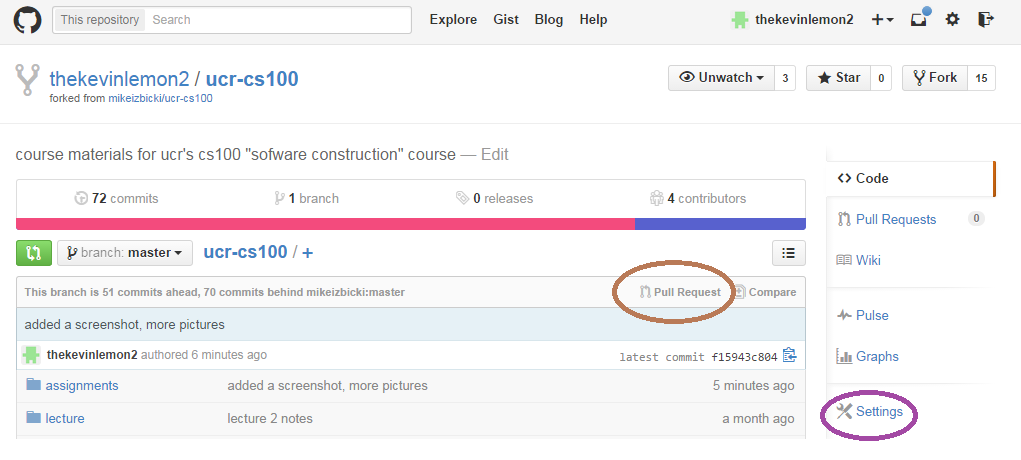 This repository Search Explore Gist Blog Help thekevinlemon2
thekevinlemon2 / ucr-cs100 Unwatch 3 Star 0 Fork 15
forked from mikeizbicki/ucr-cs100
course materials for ucr's cs100 "sofware construction" course — Edit
Code
72 commits 1 branch 0 releases 4 contributors
Pull Requests 0
branch: master ucr-cs100 / +
Wiki
This branch is 51 commits ahead, 70 commits behind mikeizbicki:master Pull Request Compare
Pulse
added a screenshot, more pictures
thekevinlemon2 authored 6 minutes ago latest commit f15943c804
Graphs
assignments added a screenshot, more pictures 5 minutes ago
lecture lecture 2 notes a month ago
Settings